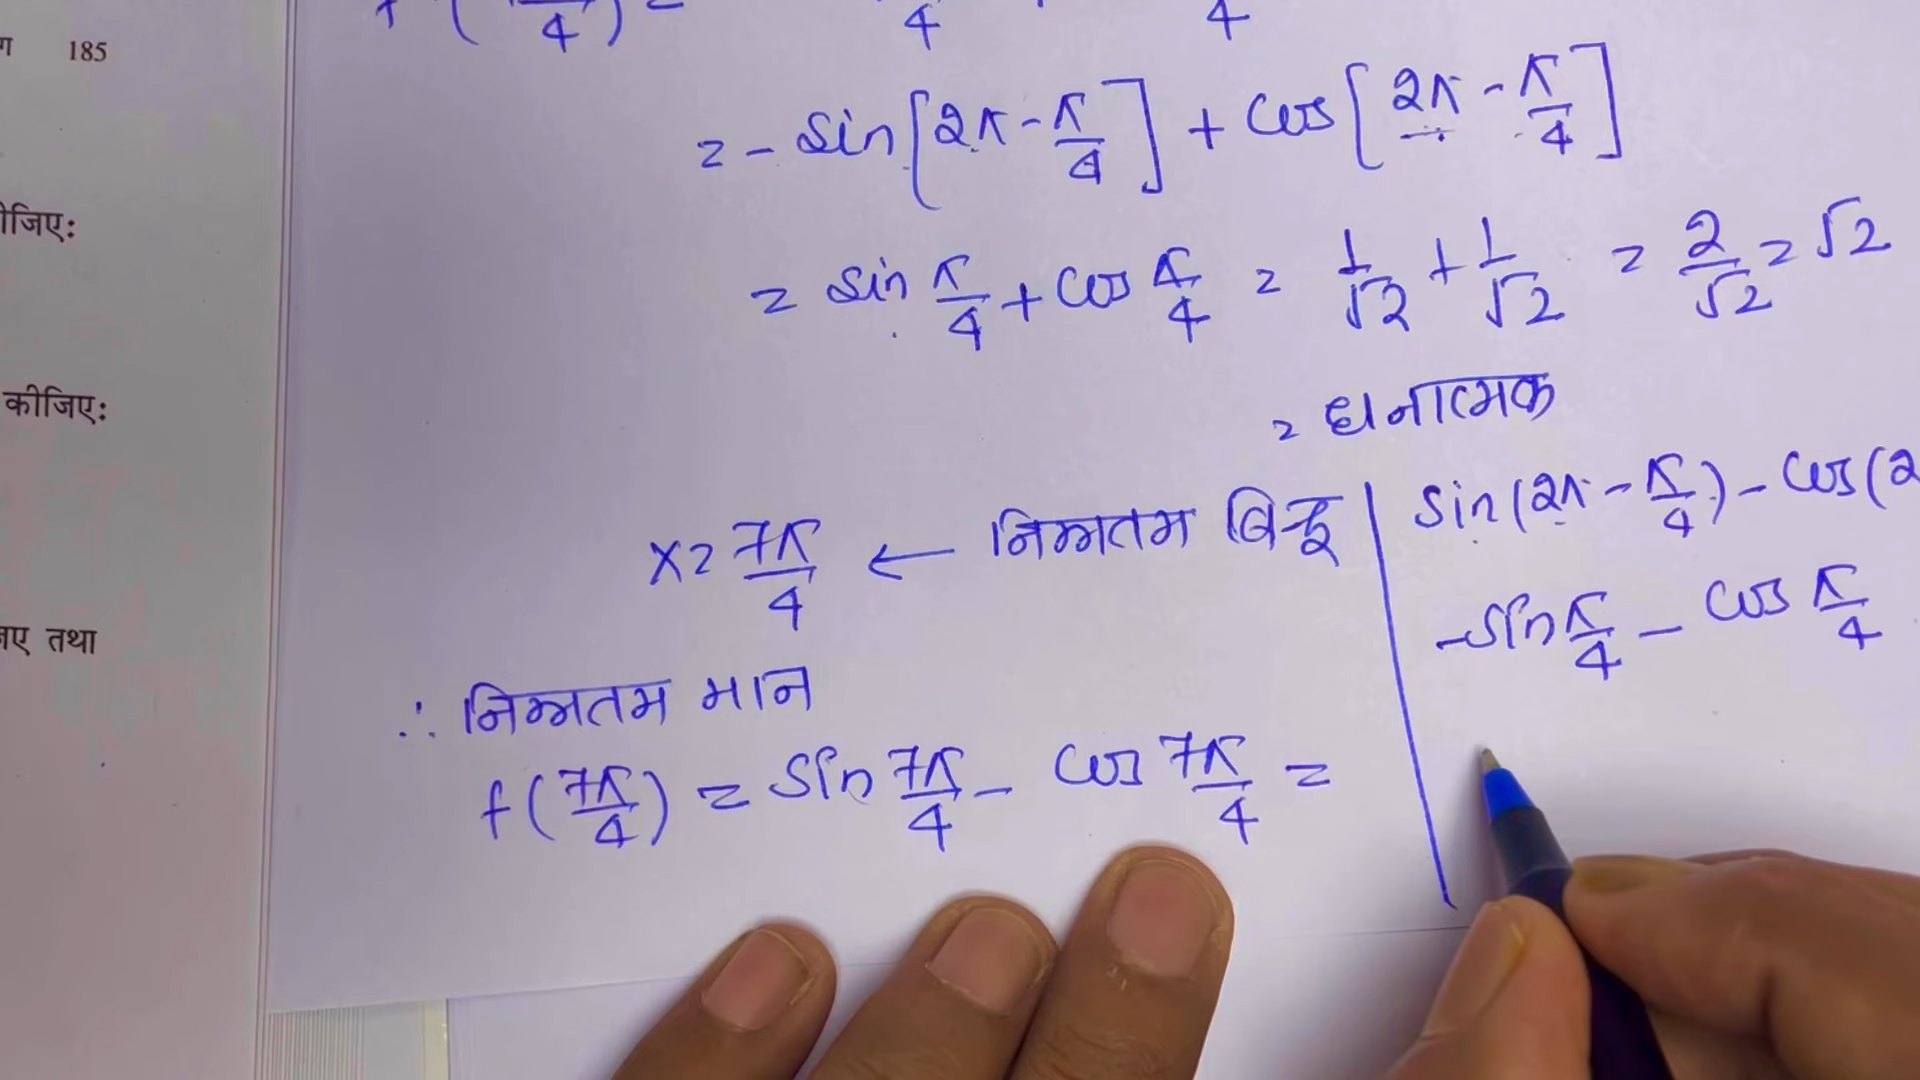 185
= - sin[2π - π/4] + cos[2π - π/4]
= sin π/4 + cos π/4 = 1/√2 + 1/√2 = 2/√2 = √2
= धनात्मक
x = 7π/4 ← निम्नतम बिन्दू
sin(2π - π/4) - cos(2
- sin π/4 - cos π/4
∴ निम्नतम मान
f(7π/4) = sin 7π/4 - cos 7π/4 =
कीजिए:
तथा